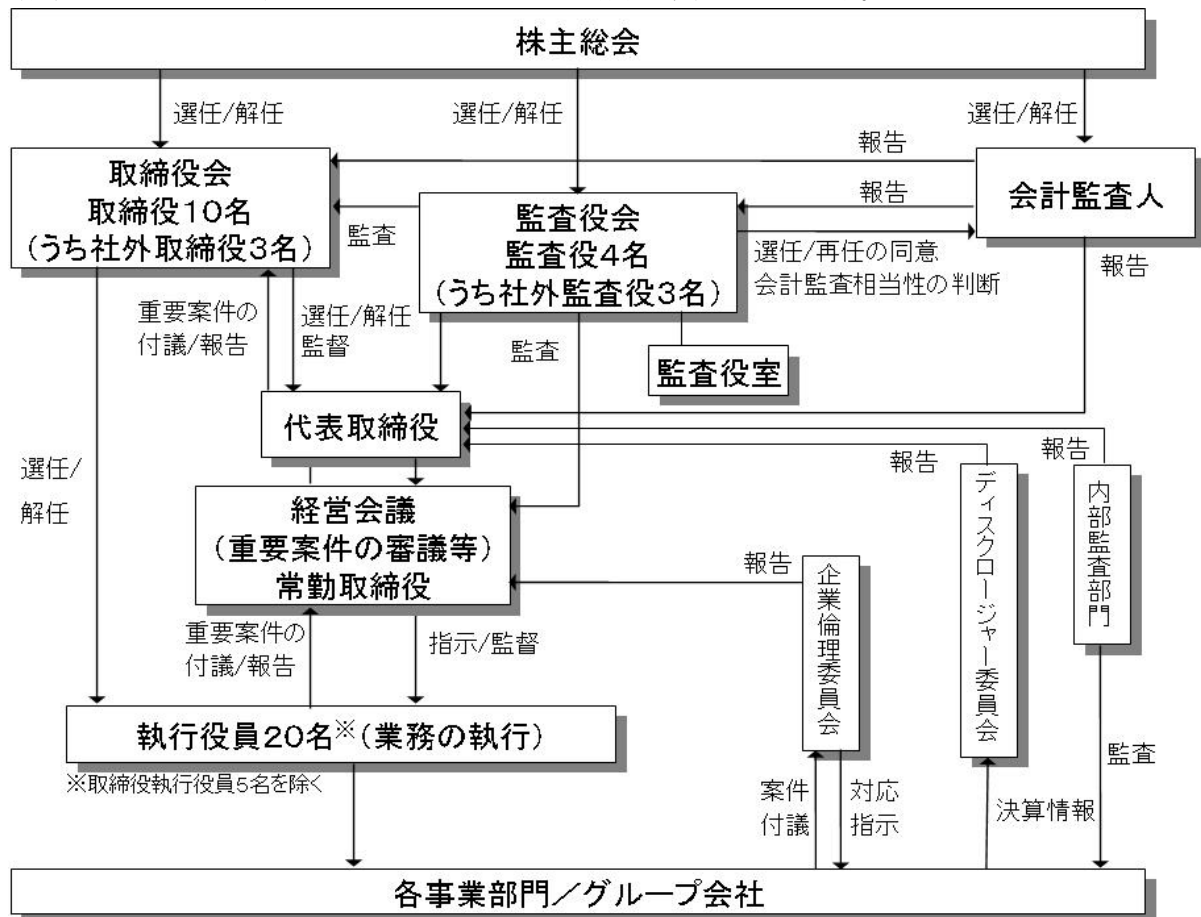 株主総会
選任/解任
選任/解任
選任/解任
取締役会
取締役10名
(うち社外取締役3名)
監査
監査役会
監査役4名
(うち社外監査役3名)
報告
報告
会計監査人
選任/再任の同意
会計監査相当性の判断
報告
重要案件の
付議/報告
選任/解任
監督
監査
監査役室
代表取締役
選任/
解任
経営会議
(重要案件の審議等)
常勤取締役
報告
報告
報告
企業倫理委員会
ディスクロージャー委員会
内部監査部門
重要案件の
付議/報告
指示/監督
執行役員20名※(業務の執行)
※取締役執行役員5名を除く
案件
付議
対応
指示
決算情報
監査
各事業部門/グループ会社